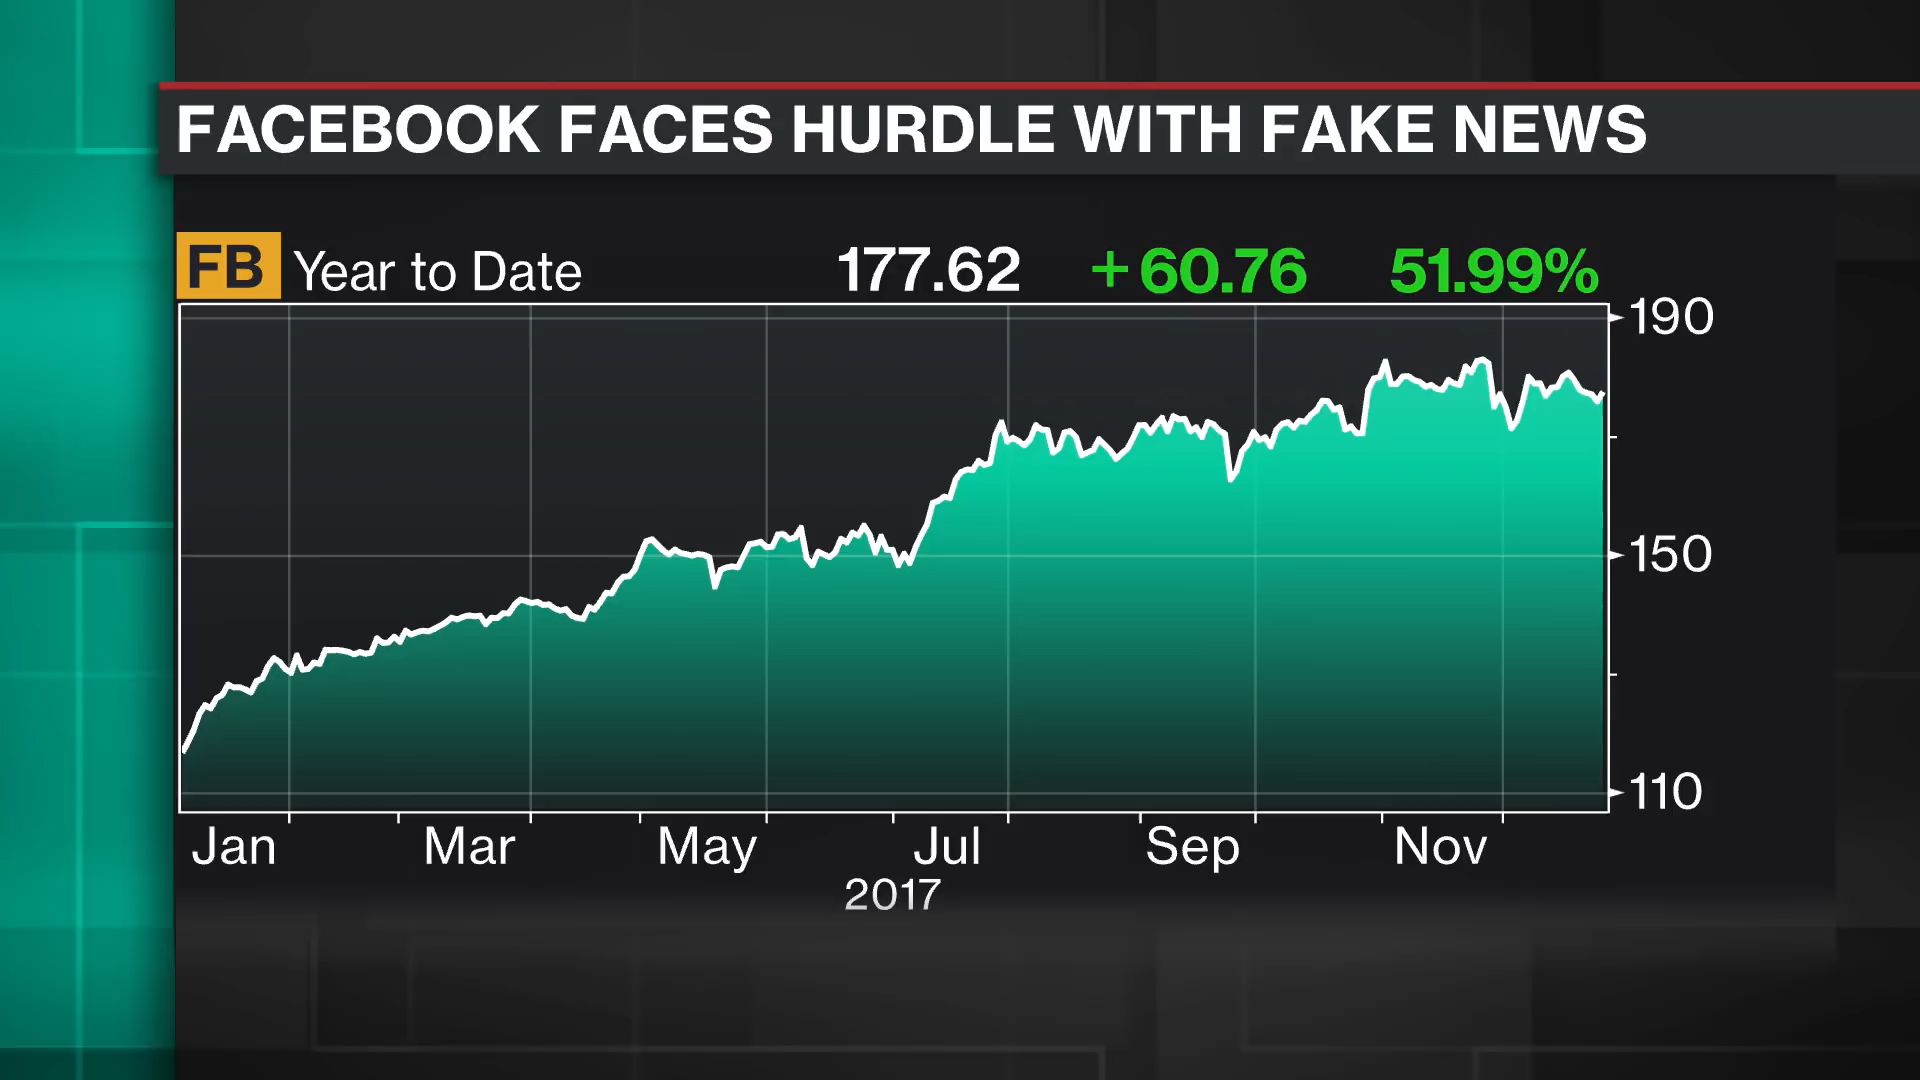 FACEBOOK FACES HURDLE WITH FAKE NEWS
FB Year to Date 177.62 +60.76 51.99%
190
150
110
Jan Mar May Jul Sep Nov
2017